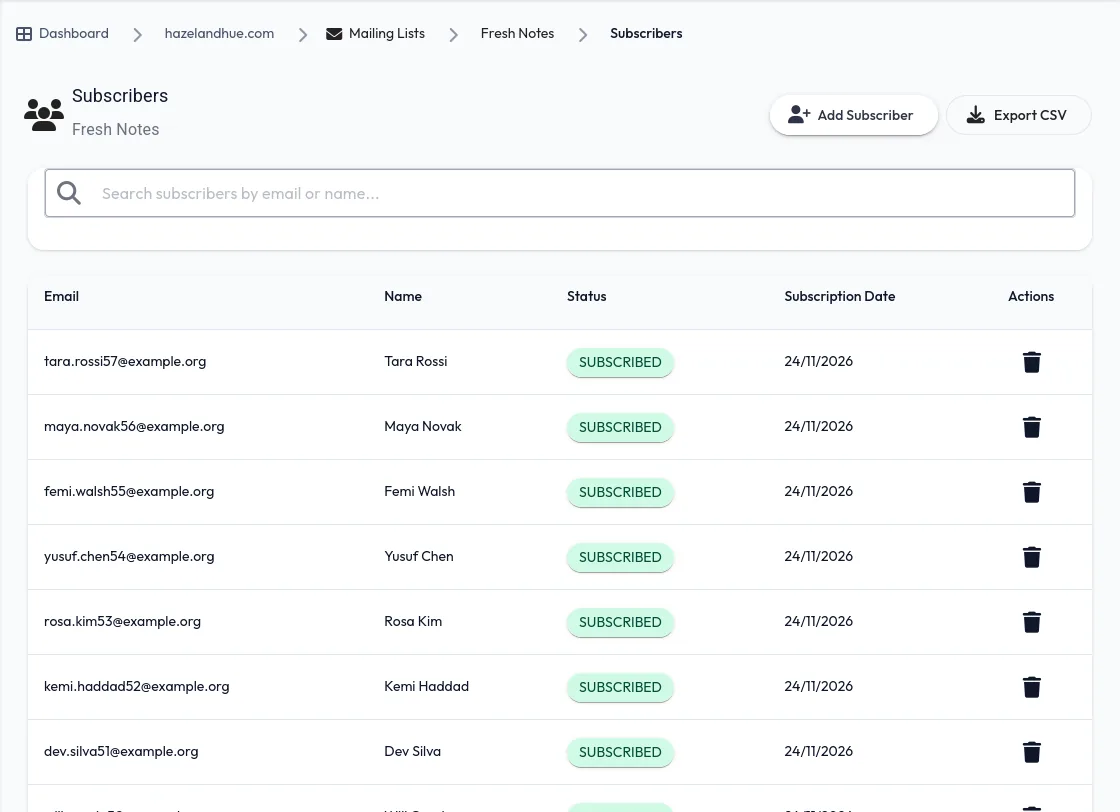 Dashboard hazelandhue.com Mailing Lists Fresh Notes Subscribers
Subscribers
Fresh Notes
Add Subscriber Export CSV
Search subscribers by email or name...
Email Name Status Subscription Date Actions
tara.rossi57@example.org Tara Rossi SUBSCRIBED 24/11/2026
maya.novak56@example.org Maya Novak SUBSCRIBED 24/11/2026
femi.walsh55@example.org Femi Walsh SUBSCRIBED 24/11/2026
yusuf.chen54@example.org Yusuf Chen SUBSCRIBED 24/11/2026
rosa.kim53@example.org Rosa Kim SUBSCRIBED 24/11/2026
kemi.haddad52@example.org Kemi Haddad SUBSCRIBED 24/11/2026
dev.silva51@example.org Dev Silva SUBSCRIBED 24/11/2026